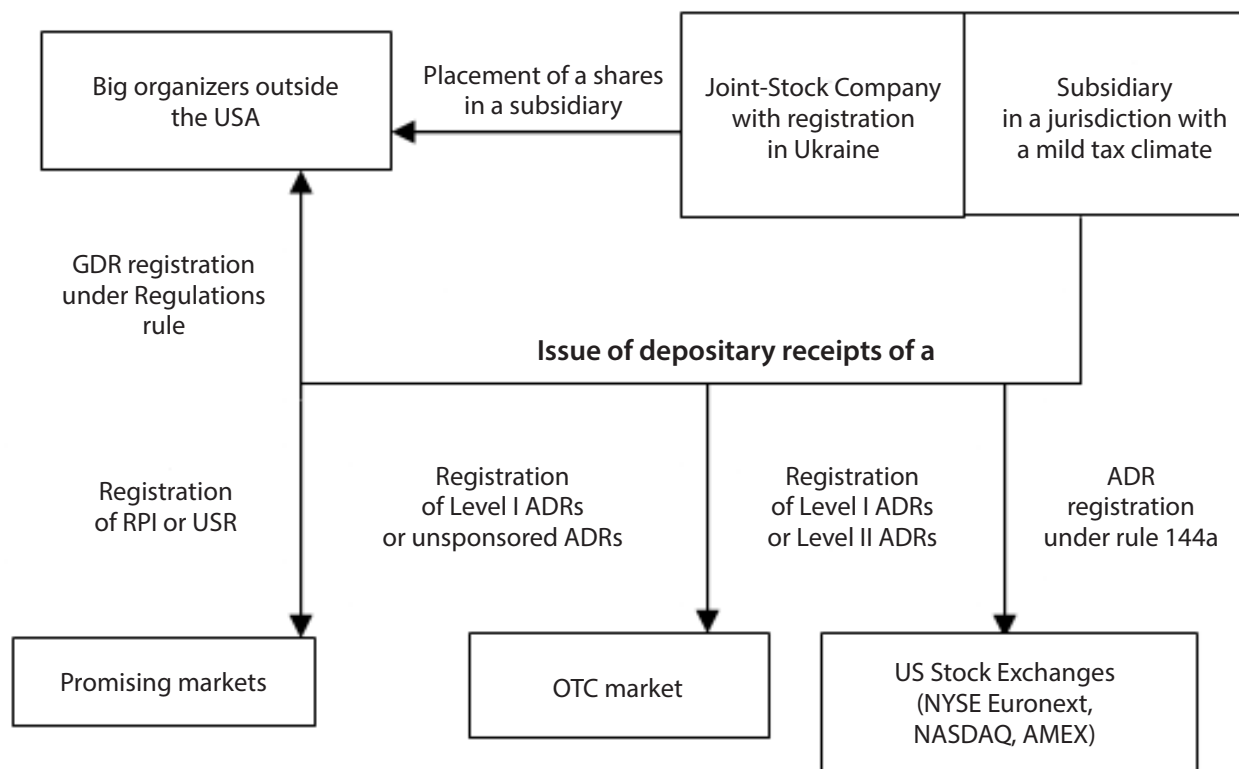 Big organizers outside
the USA
Placement of a shares
in a subsidiary
Joint-Stock Company
with registration
in Ukraine
Subsidiary
in a jurisdiction with
a mild tax climate
GDR registration
under Regulations
rule
Issue of depositary receipts of a
Registration
of RPI or USR
Registration
of Level I ADRs
or unsponsored ADRs
Registration
of Level I ADRs
or Level II ADRs
ADR
registration
under rule 144a
Promising markets
OTC market
US Stock Exchanges
(NYSE Euronext,
NASDAQ, AMEX)